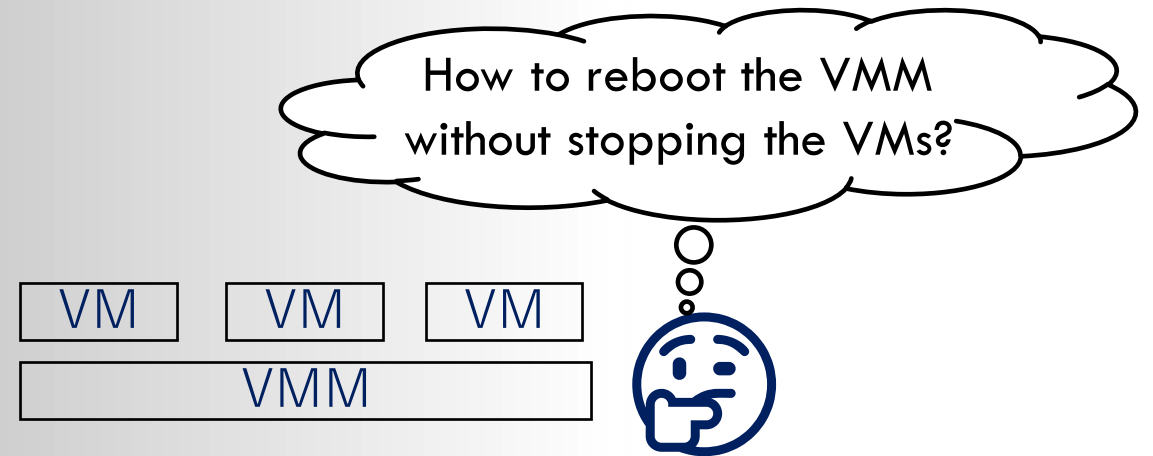 How to reboot the VMM
without stopping the VMs?
VM VM VM
VMM